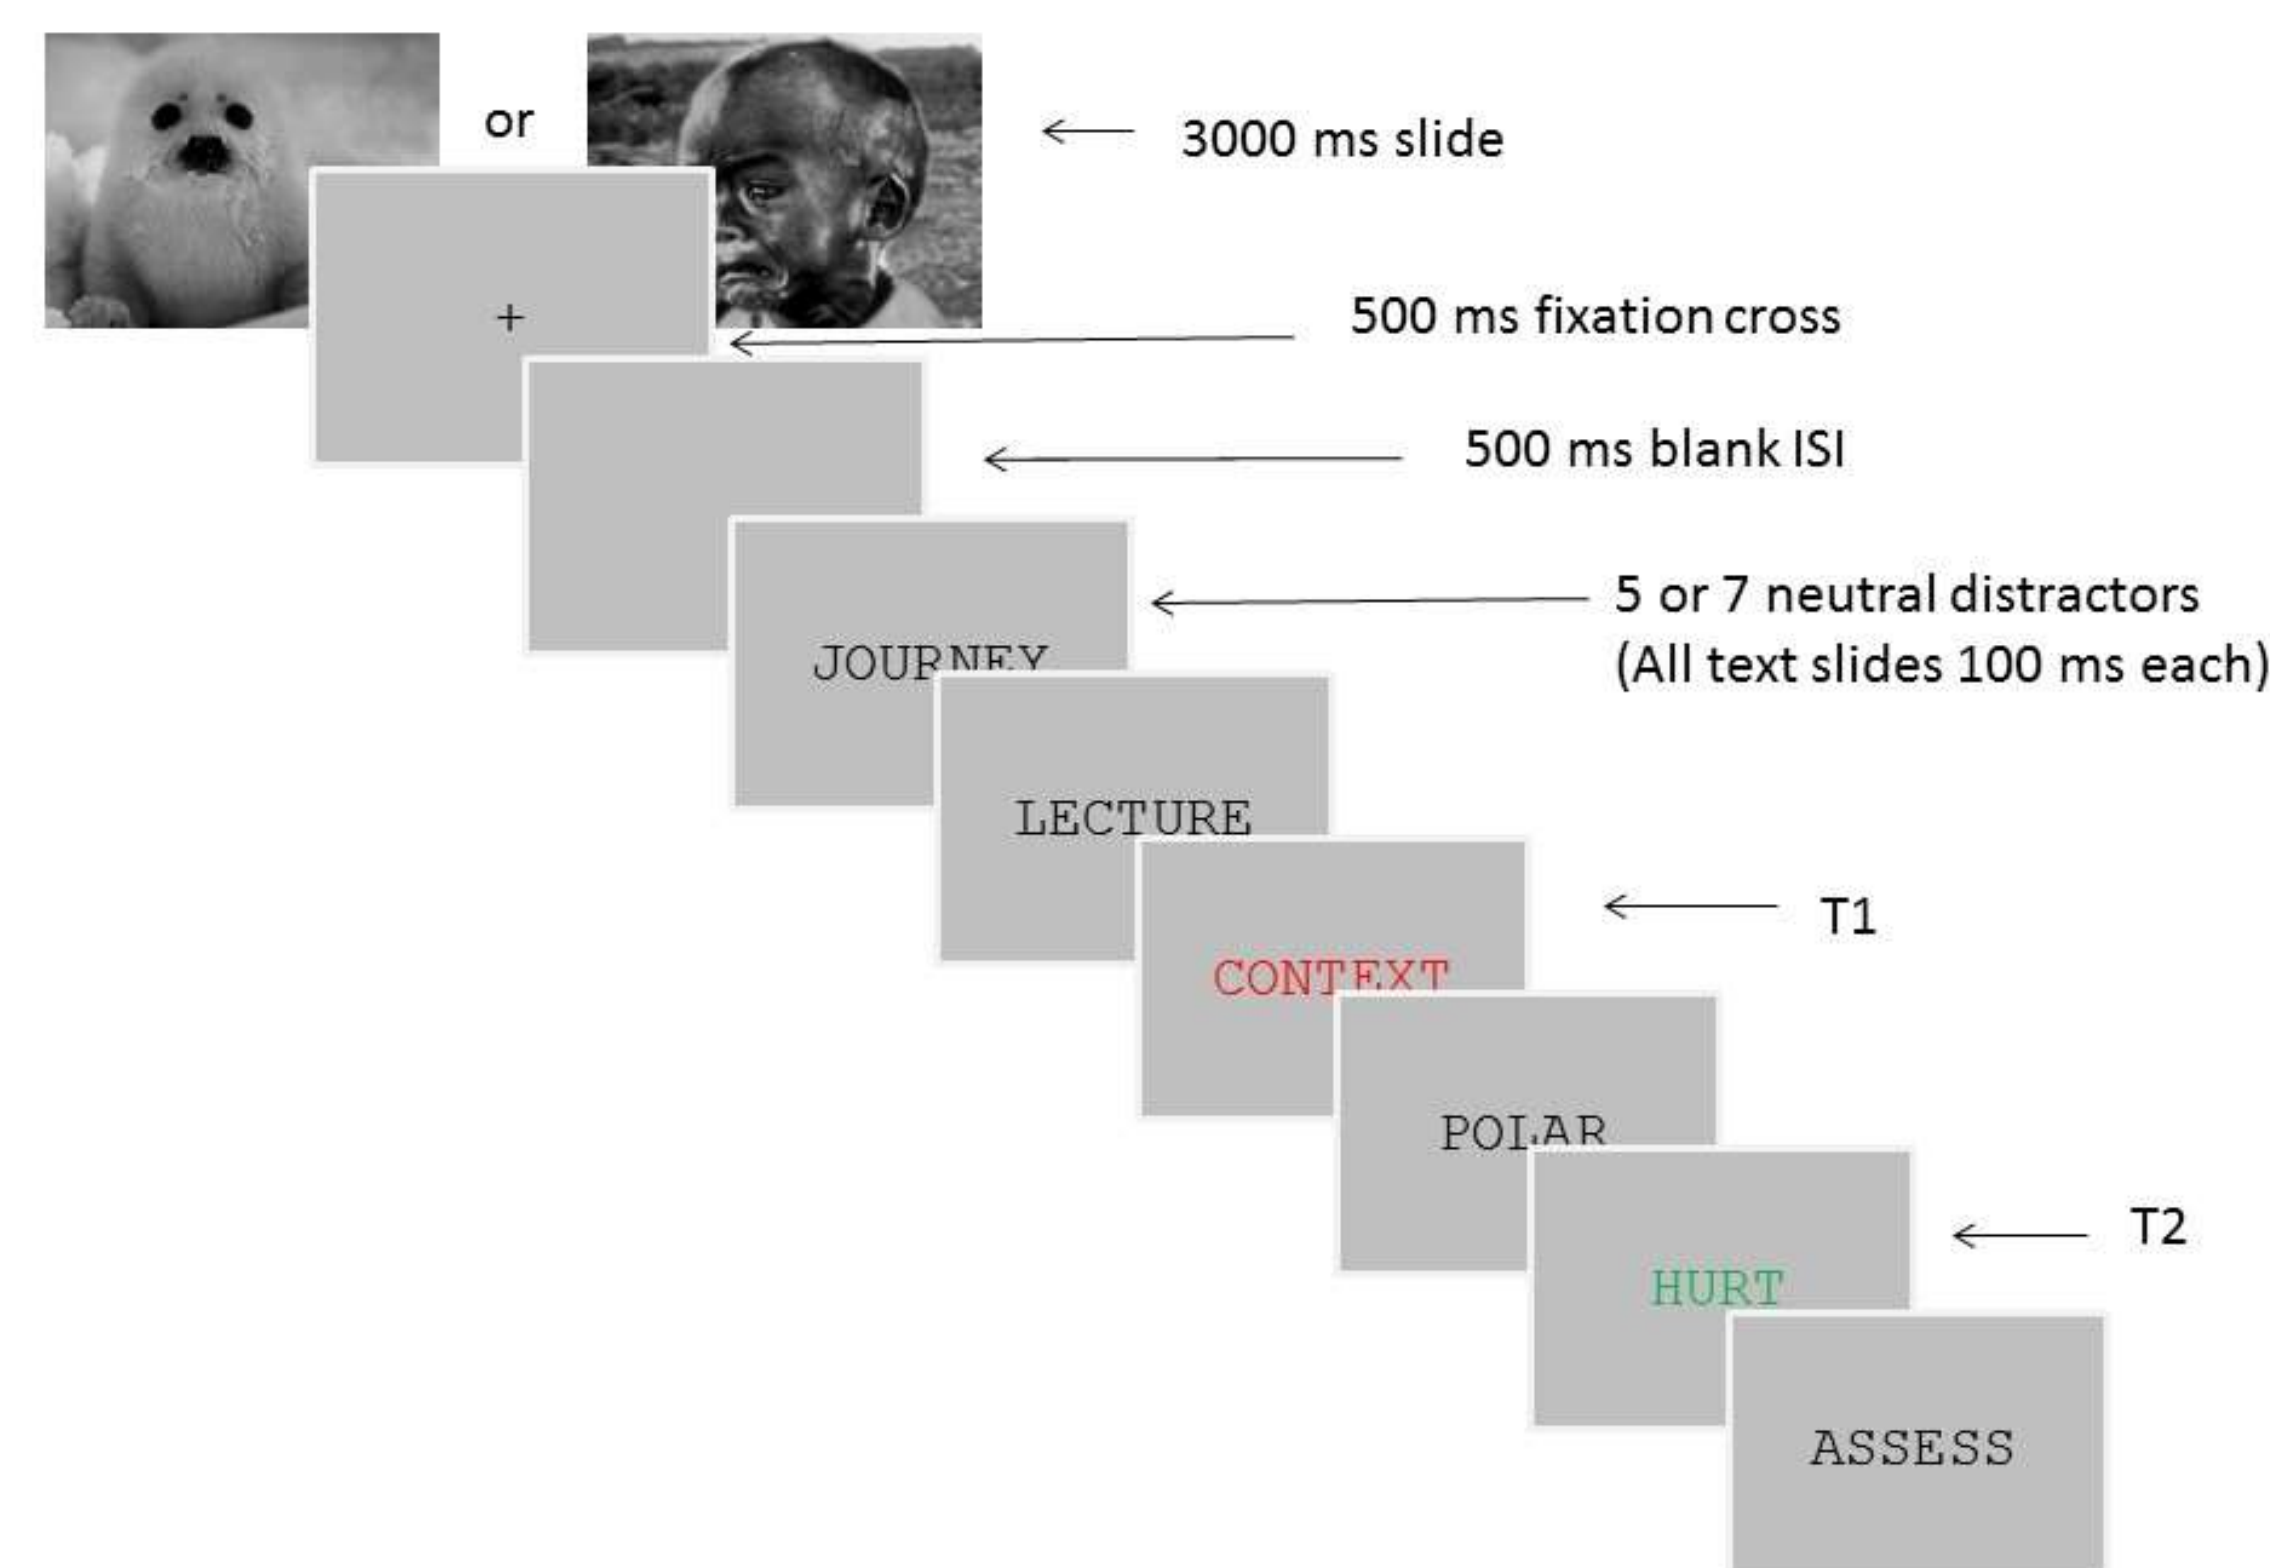 or
3000 ms slide
+
500 ms fixation cross
500 ms blank ISI
5 or 7 neutral distractors
(All text slides 100 ms each)
JOURNEY
LECTURE
T1
CONTEXT
POLAR
T2
HURT
ASSESS